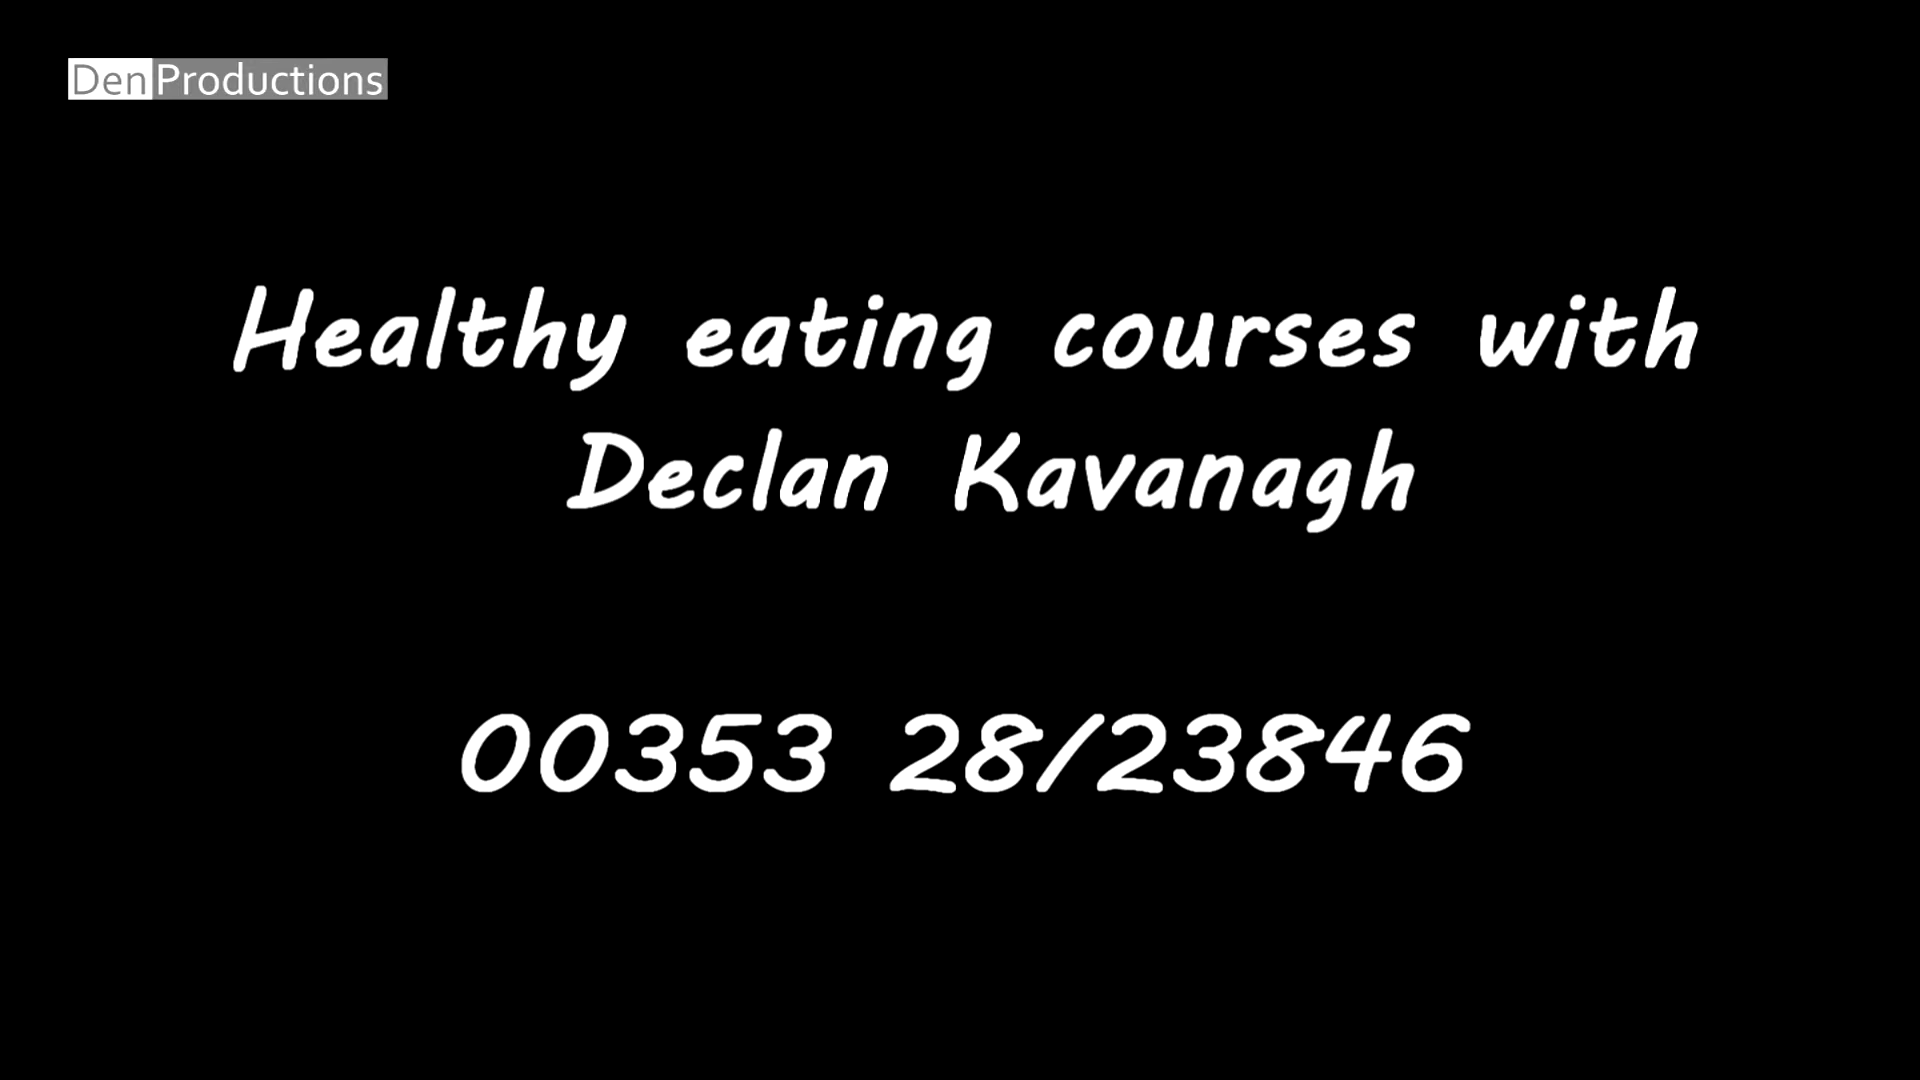 DenProductions
Healthy eating courses with
Declan Kavanagh
00353 28/23846